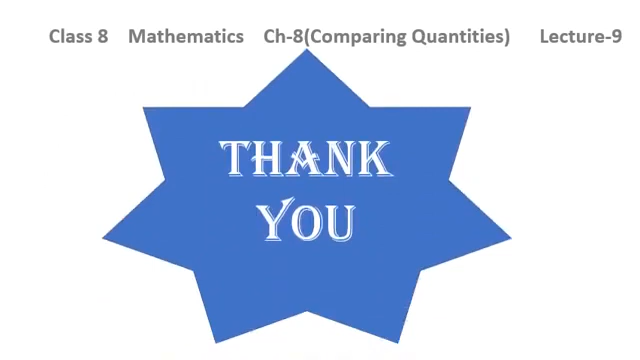 Class 8 Mathematics Ch-8(Comparing Quantities) Lecture-9
THANK
YOU